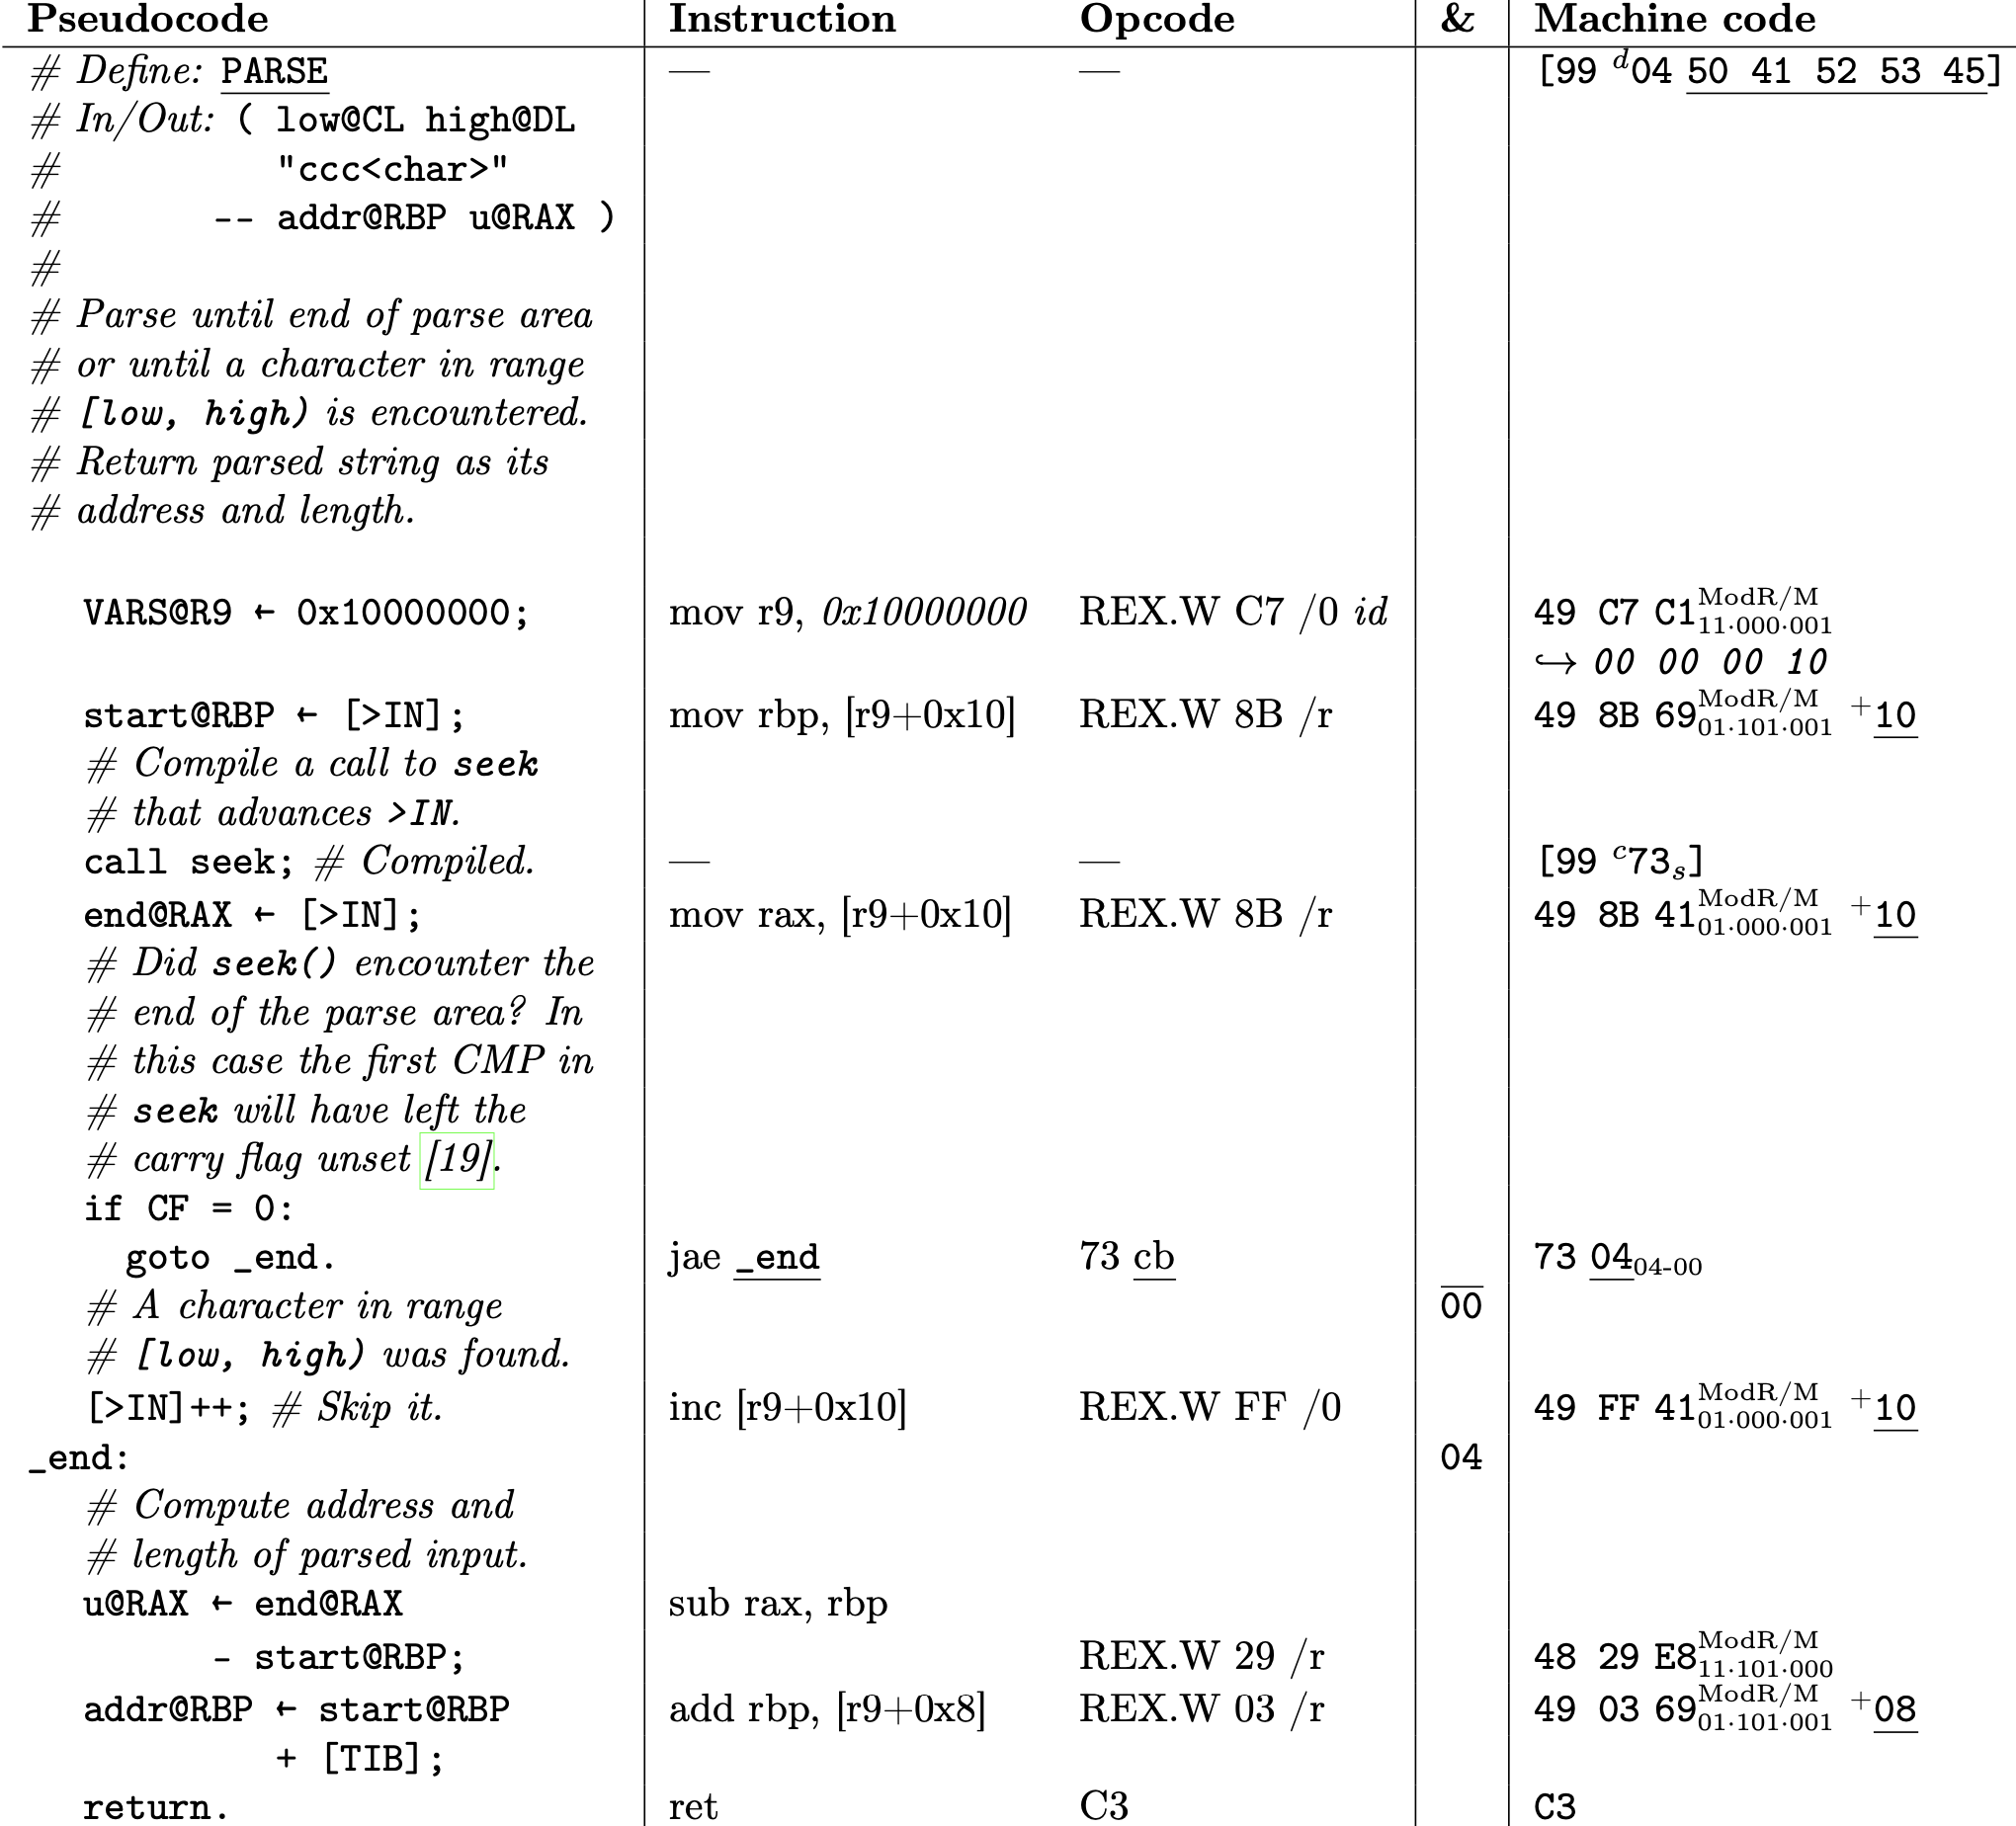 Pseudocode Instruction Opcode & Machine code
# Define: PARSE — — [99 d04 50 41 52 53 45]
# In/Out: ( low@CL high@DL
# "ccc<char>"
# -- addr@RBP u@RAX )
#
# Parse until end of parse area
# or until a character in range
# [low, high) is encountered.
# Return parsed string as its
# address and length.
VARS@R9 ← 0x10000000; mov r9, 0x10000000 REX.W C7 /0 id 49 C7 C1 ModR/M 11·000·001
↪ 00 00 00 10
start@RBP ← [>IN]; mov rbp, [r9+0x10] REX.W 8B /r 49 8B 69 ModR/M 01·101·001 +10
# Compile a call to seek
# that advances >IN.
call seek; # Compiled. — — [99 c73s]
end@RAX ← [>IN]; mov rax, [r9+0x10] REX.W 8B /r 49 8B 41 ModR/M 01·000·001 +10
# Did seek() encounter the
# end of the parse area? In
# this case the first CMP in
# seek will have left the
# carry flag unset [19].
if CF = 0:
goto _end. jae _end 73 cb 73 04 04-00
# A character in range 00
# [low, high) was found.
[>IN]++; # Skip it. inc [r9+0x10] REX.W FF /0 49 FF 41 ModR/M 01·000·001 +10
_end: 04
# Compute address and
# length of parsed input.
u@RAX ← end@RAX sub rax, rbp
- start@RBP; REX.W 29 /r 48 29 E8 ModR/M 11·101·000
addr@RBP ← start@RBP add rbp, [r9+0x8] REX.W 03 /r 49 03 69 ModR/M 01·101·001 +08
+ [TIB];
return. ret C3 C3